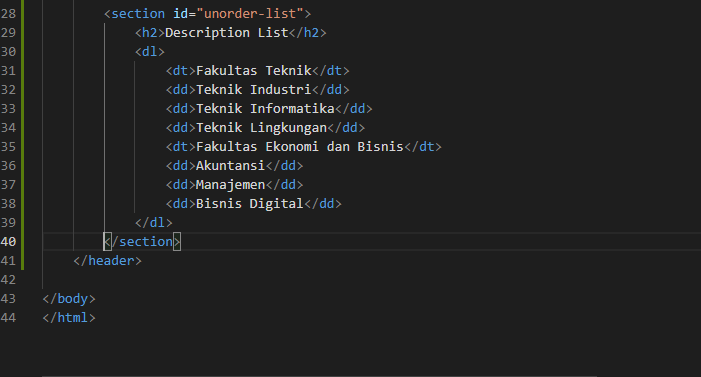 28 <section id="unorder-list">
29 <h2>Description List</h2>
30 <dl>
31 <dt>Fakultas Teknik</dt>
32 <dd>Teknik Industri</dd>
33 <dd>Teknik Informatika</dd>
34 <dd>Teknik Lingkungan</dd>
35 <dt>Fakultas Ekonomi dan Bisnis</dt>
36 <dd>Akuntansi</dd>
37 <dd>Manajemen</dd>
38 <dd>Bisnis Digital</dd>
39 </dl>
40 </section>
41 </header>
42
43 </body>
44 </html>